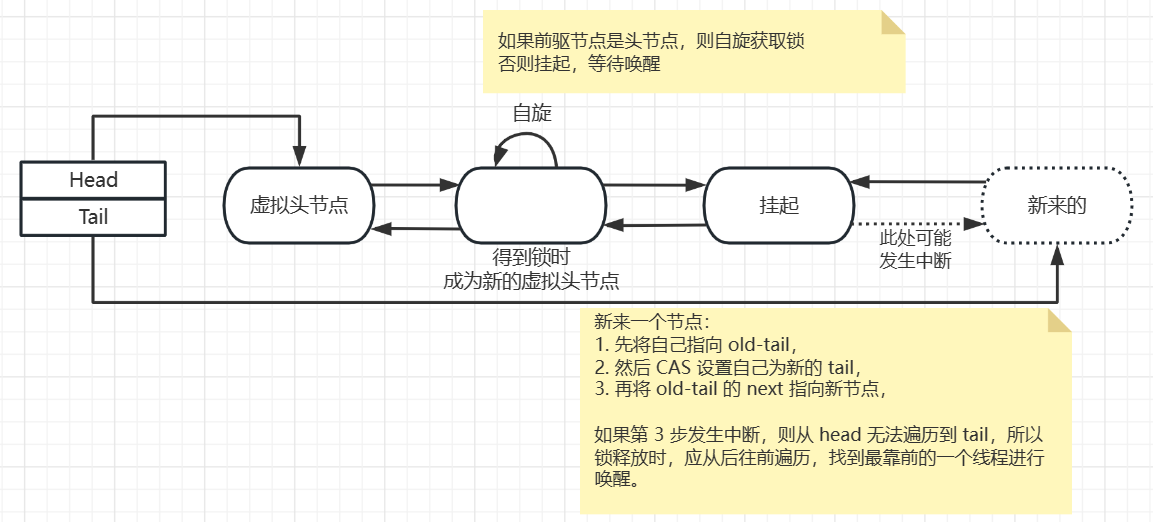 如果前驱节点是头节点，则自旋获取锁
否则挂起，等待唤醒
自旋
Head
Tail
虚拟头节点
挂起
新来的
此处可能
发生中断
得到锁时
成为新的虚拟头节点
新来一个节点：
1. 先将自己指向 old-tail，
2. 然后 CAS 设置自己为新的 tail，
3. 再将 old-tail 的 next 指向新节点，
如果第 3 步发生中断，则从 head 无法遍历到 tail，所以
锁释放时，应从后往前遍历，找到最靠前的一个线程进行
唤醒。